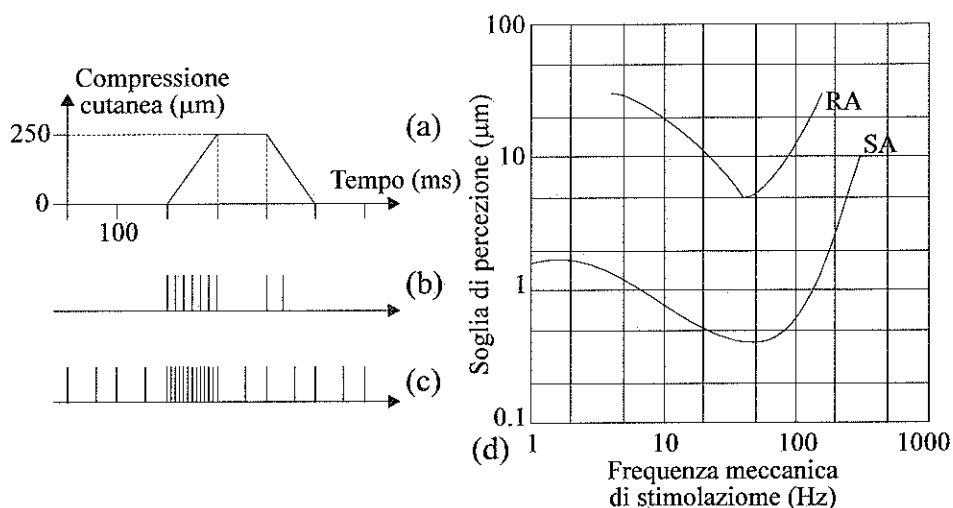 Compressione
cutanea (μm)
250
0
100
Tempo (ms)
(a)
(b)
(c)
100
10
1
0.1
Soglia di percezione (μm)
RA
SA
1
10
100
1000
(d)
Frequenza meccanica
di stimolaziome (Hz)